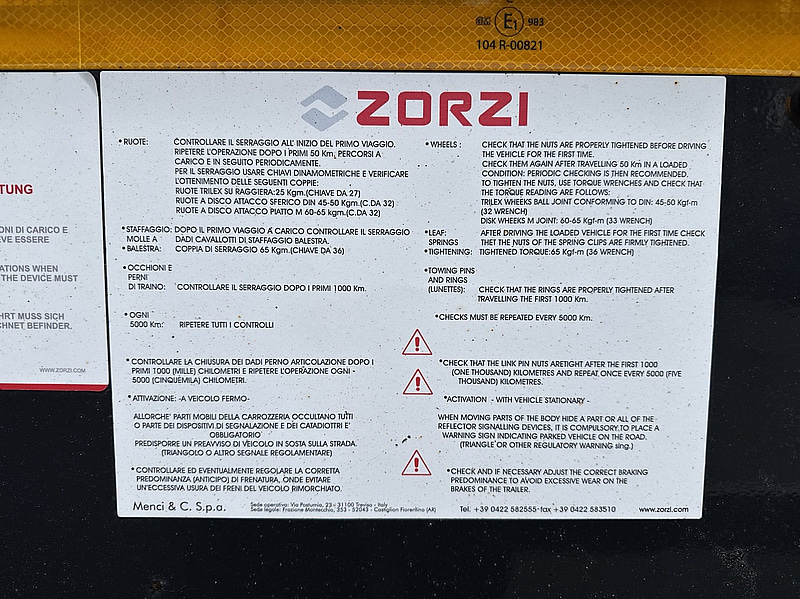 E1 983
104 R-00821
TUNG
ONI DI CARICO E
EVE ESSERE
ATIONS WHEN
THE DEVICE MUST
HRT MUSS SICH
CHNET BEFINDER.
WWW.ZORZI.COM
ZORZI
• RUOTE: CONTROLLARE IL SERRAGGIO ALL'INIZIO DEL PRIMO VIAGGIO.
RIPETERE L'OPERAZIONE DOPO I PRIMI 50 Km. PERCORSI A
CARICO E IN SEGUITO PERIODICAMENTE.
PER IL SERRAGGIO USARE CHIAVI DINAMOMETRICHE E VERIFICARE
L'OTTENIMENTO DELLE SEGUENTI COPPIE:
RUOTE TRILEX SU RAGGIERA:25 Kgm.(CHIAVE DA 27)
RUOTE A DISCO ATTACCO SFERICO DIN 45-50 Kgm.(C.DA 32)
RUOTE A DISCO ATTACCO PIATTO M 60-65 kgm.(C.DA 32)
• STAFFAGGIO: DOPO IL PRIMO VIAGGIO A CARICO CONTROLLARE IL SERRAGGIO
MOLLE A DADI CAVALLOTTI DI STAFFAGGIO BALESTRA.
• BALESTRA: COPPIA DI SERRAGGIO 65 Kgm.(CHIAVE DA 36)
• OCCHIONI E
PERNI
DI TRAINO: CONTROLLARE IL SERRAGGIO DOPO I PRIMI 1000 Km.
• OGNI
5000 Km: RIPETERE TUTTI I CONTROLLI
• CONTROLLARE LA CHIUSURA DEI DADI PERNO ARTICOLAZIONE DOPO I
PRIMI 1000 (MILLE) CHILOMETRI E RIPETERE L'OPERAZIONE OGNI -
5000 (CINQUEMILA) CHILOMETRI.
• ATTIVAZIONE: -A VEICOLO FERMO-
ALLORCHE' PARTI MOBILI DELLA CARROZZERIA OCCULTANO TUTTI
O PARTE DEI DISPOSITIVI DI SEGNALAZIONE E DEI CATADIOTTRI E'
OBBLIGATORIO
PREDISPORRE UN PREAVVISO DI VEICOLO IN SOSTA SULLA STRADA.
(TRIANGOLO O ALTRO SEGNALE REGOLAMENTARE)
• CONTROLLARE ED EVENTUALMENTE REGOLARE LA CORRETTA
PREDOMINANZA (ANTICIPO) DI FRENATURA, ONDE EVITARE
UN'ECCESSIVA USURA DEI FRENI DEL VEICOLO RIMORCHIATO.
• WHEELS : CHECK THAT THE NUTS ARE PROPERLY TIGHTENED BEFORE DRIVING
THE VEHICLE FOR THE FIRST TIME.
CHECK THEM AGAIN AFTER TRAVELLING 50 Km IN A LOADED
CONDITION: PERIODIC CHECKING IS THEN RECOMMENDED.
TO TIGHTEN THE NUTS, USE TORQUE WRENCHES AND CHECK THAT
THE TORQUE READING ARE FOLLOWS:
TRILEX WHEELS BALL JOINT CONFORMING TO DIN: 45-50 Kgf-m
(32 WRENCH)
DISK WHEELS M JOINT: 60-65 Kgf-m (33 WRENCH)
• LEAF: AFTER DRIVING THE LOADED VEHICLE FOR THE FIRST TIME CHECK
SPRINGS THT THE NUTS OF THE SPRING CLIPS ARE FIRMLY TIGHTENED.
• TIGHTENING: TIGHTENED TORQUE:65 Kgf-m (36 WRENCH)
• TOWING PINS
AND RINGS
(LUNETTES): CHECK THAT THE RINGS ARE PROPERLY TIGHTENED AFTER
TRAVELLING THE FIRST 1000 Km.
• CHECKS MUST BE REPEATED EVERY 5000 Km.
• CHECK THAT THE LINK PIN NUTS ARETIGHT AFTER THE FIRST 1000
(ONE THOUSAND) KILOMETRES AND REPEAT ONCE EVERY 5000 (FIVE
THOUSAND) KILOMETRES.
• ACTIVATION - WITH VEHICLE STATIONARY -
WHEN MOVING PARTS OF THE BODY HIDE A PART OR ALL OF THE
REFLECTOR SIGNALLING DEVICES, IT IS COMPULSORY.TO PLACE A
WARNING SIGN INDICATING PARKED VEHICLE ON THE ROAD.
(TRIANGLE OR OTHER REGULATORY WARNING sing.)
• CHECK AND IF NECESSARY ADJUST THE CORRECT BRAKING
PREDOMINANCE TO AVOID EXCESSIVE WEAR ON THE
BRAKES OF THE TRAILER.
Menci & C. S.p.a.
Sede operativa: Via Postumia, 23 - 31100 Treviso - Italy
Sede legale: Frazione Montecchio, 353 - 52043 - Castiglion Fiorentino (AR)
Tel. +39 0422 582555-fax +39 0422 583510
www.zorzi.com